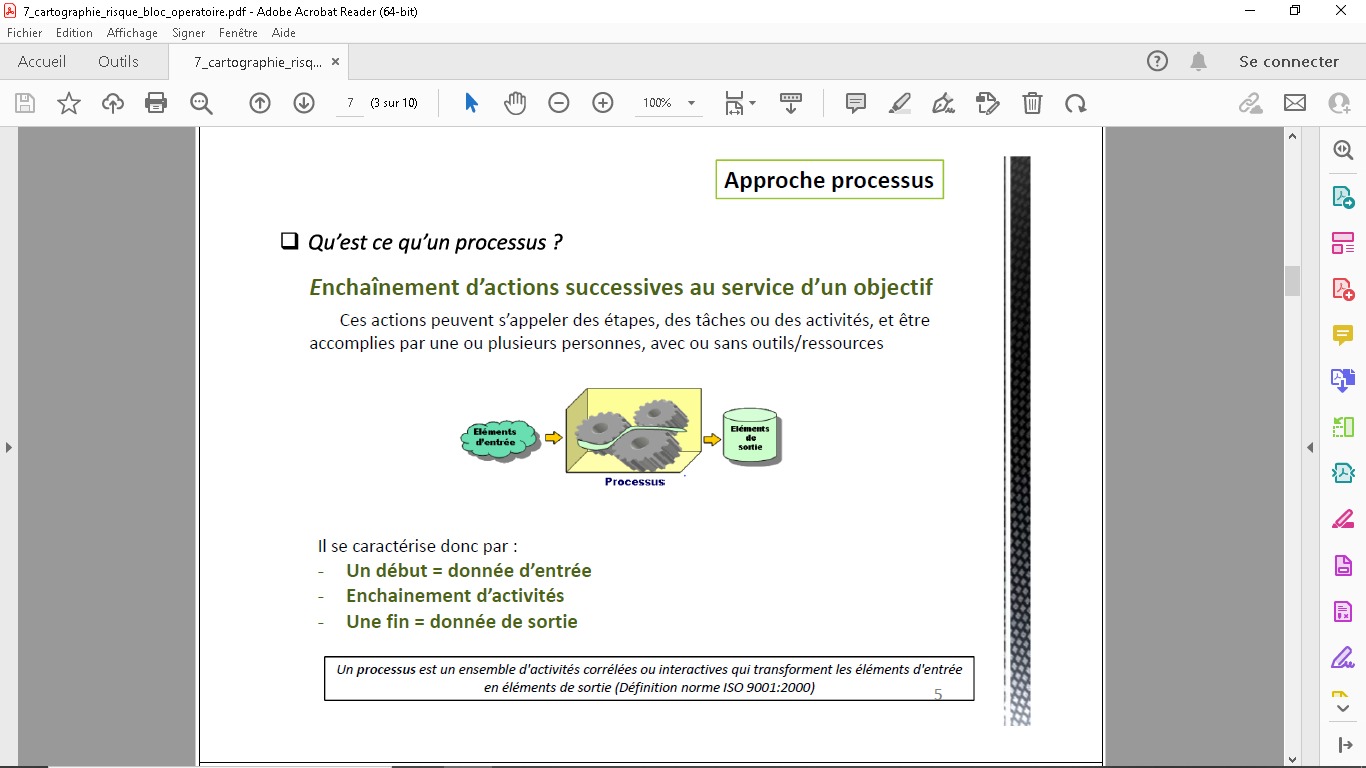 7_cartographie_risque_bloc_operatoire.pdf - Adobe Acrobat Reader (64-bit)
Fichier Edition Affichage Signer Fenêtre Aide
Accueil Outils 7_cartographie_risq... × Se connecter
7 (3 sur 10) 100%
Approche processus
Qu’est ce qu’un processus ?
Enchaînement d’actions successives au service d’un objectif
Ces actions peuvent s’appeler des étapes, des tâches ou des activités, et être
accomplies par une ou plusieurs personnes, avec ou sans outils/ressources
Eléments
d'entrée
Eléments
de
sortie
Processus
Il se caractérise donc par :
- Un début = donnée d’entrée
- Enchainement d’activités
- Une fin = donnée de sortie
Un processus est un ensemble d'activités corrélées ou interactives qui transforment les éléments d'entrée
en éléments de sortie (Définition norme ISO 9001:2000)
5